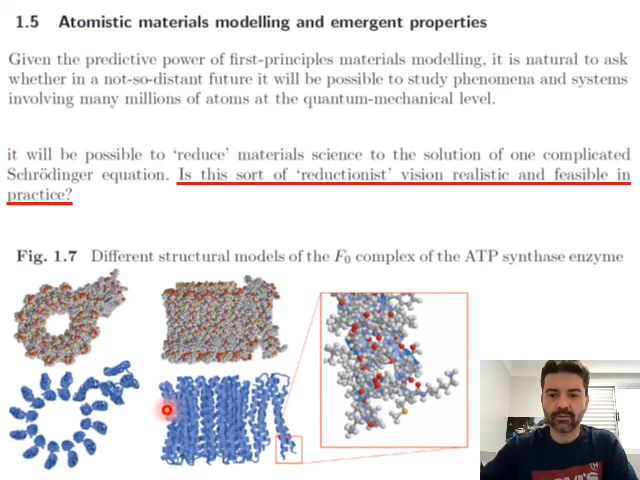 1.5 Atomistic materials modelling and emergent properties
Given the predictive power of first-principles materials modelling, it is natural to ask
whether in a not-so-distant future it will be possible to study phenomena and systems
involving many millions of atoms at the quantum-mechanical level.
it will be possible to ‘reduce’ materials science to the solution of one complicated
Schrödinger equation. Is this sort of ‘reductionist’ vision realistic and feasible in
practice?
Fig. 1.7 Different structural models of the F0 complex of the ATP synthase enzyme